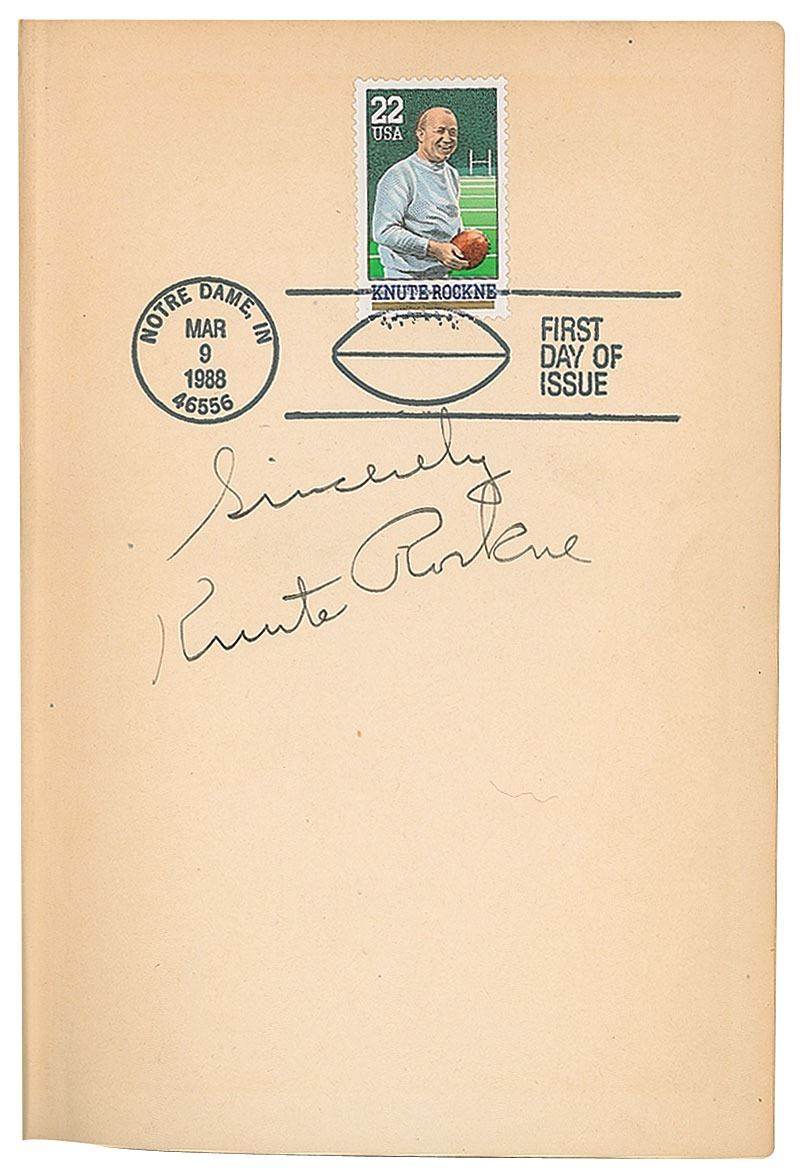 22
USA
KNUTE ROCKNE
NOTRE DAME, IN
MAR
9
1988
46556
FIRST
DAY OF
ISSUE
Sincerely
Knute Rockne